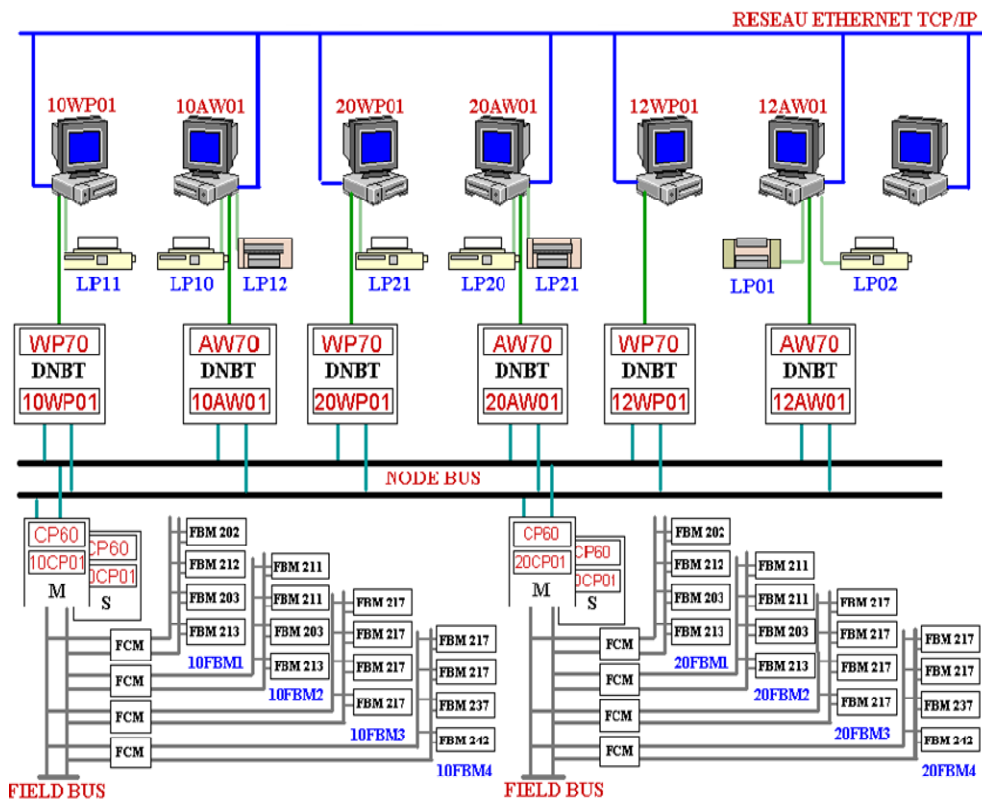 RESEAU ETHERNET TCP/IP
10WP01
10AW01
20WP01
20AW01
12WP01
12AW01
LP11
LP10
LP12
LP21
LP20
LP21
LP01
LP02
WP70
DNBT
10WP01
AW70
DNBT
10AW01
WP70
DNBT
20WP01
AW70
DNBT
20AW01
WP70
DNBT
12WP01
AW70
DNBT
12AW01
NODE BUS
CP60
10CP01
M
CP60
0CP01
S
FBM 202
FBM 212
FBM 203
FBM 213
10FBM1
FBM 211
FBM 211
FBM 203
FBM 213
10FBM2
FBM 217
FBM 217
FBM 217
FBM 217
10FBM3
FBM 217
FBM 217
FBM 237
FBM 242
10FBM4
FCM
FCM
FCM
FCM
FIELD BUS
CP60
20CP01
M
CP60
0CP01
S
FBM 202
FBM 212
FBM 203
FBM 213
20FBM1
FBM 211
FBM 211
FBM 203
FBM 213
20FBM2
FBM 217
FBM 217
FBM 217
FBM 217
20FBM3
FBM 217
FBM 217
FBM 237
FBM 242
20FBM4
FCM
FCM
FCM
FCM
FIELD BUS